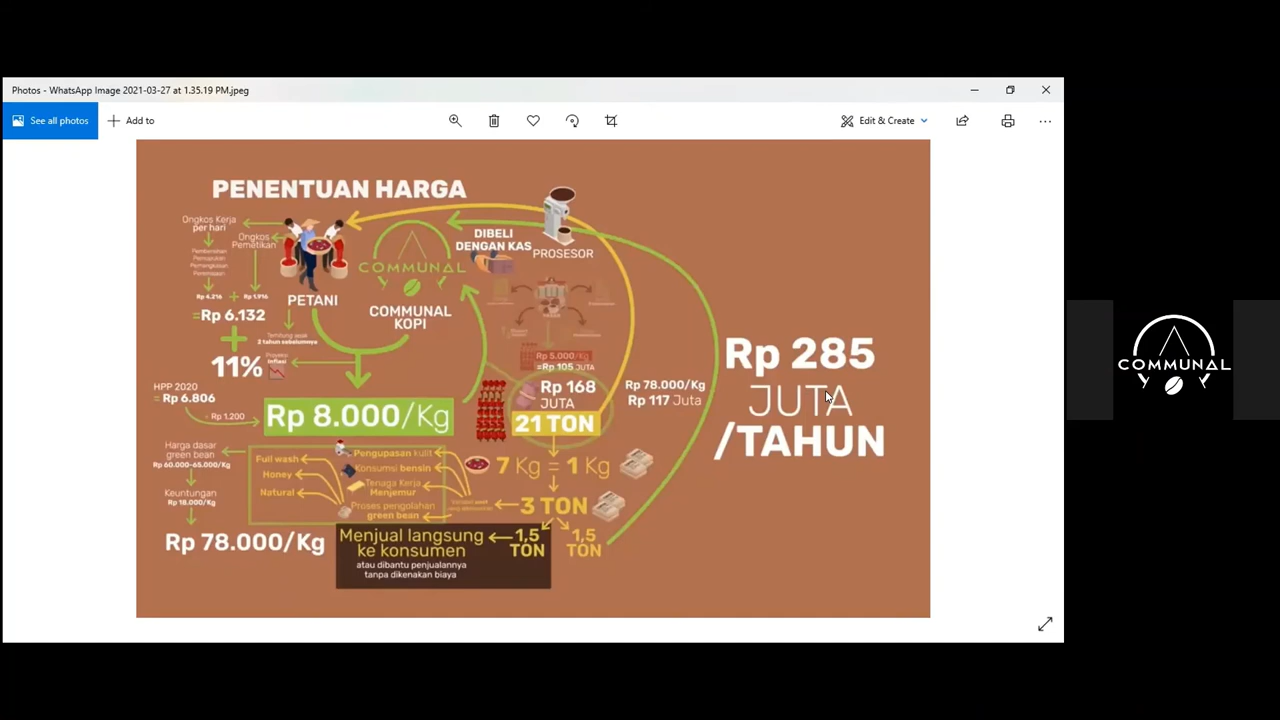 Photos - WhatsApp Image 2021-03-27 at 1.35.19 PM.jpeg
See all photos
Add to
Edit & Create
PENENTUAN HARGA
Ongkos Kerja
per hari
Ongkos
Pemetikan
Rp 4.216 + Rp 1.916
=Rp 6.132
+
11%
Proyeksi
Inflasi
Terhitung sejak
2 tahun sebelumnya
PETANI
COMMUNAL
COMMUNAL
KOPI
DIBELI
DENGAN KAS
PROSESOR
HPP 2020
= Rp 6.806
+ Rp 1.200
Rp 8.000/Kg
Rp 5.000/Kg
=Rp 105 JUTA
Rp 168
JUTA
21 TON
Rp 78.000/Kg
Rp 117 Juta
Rp 285
JUTA
/TAHUN
Harga dasar
green bean
Rp 60.000-65.000/Kg
Keuntungan
Rp 18.000/Kg
Rp 78.000/Kg
Full wash
Honey
Natural
Pengupasan kulit
Konsumsi bensin
Tenaga Kerja
Menjemur
Proses pengolahan
green bean
7 Kg = 1 Kg
3 TON
1,5
TON
1,5
TON
Menjual langsung
ke konsumen
atau dibantu penjualannya
tanpa dikenakan biaya
COMMUNAL